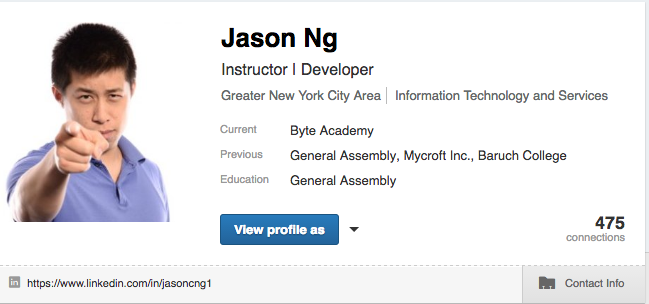 Jason Ng
Instructor | Developer
Greater New York City Area | Information Technology and Services
Current Byte Academy
Previous General Assembly, Mycroft Inc., Baruch College
Education General Assembly
View profile as
475
connections
in https://www.linkedin.com/in/jasoncng1
Contact Info